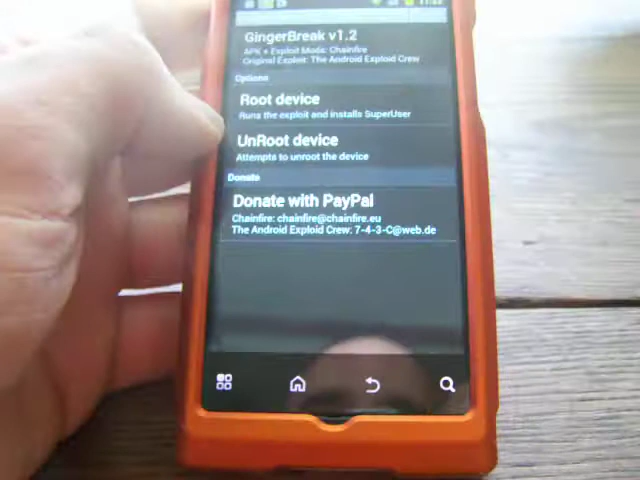 GingerBreak v1.2
APK + Exploit Mods: Chainfire
Original Exploit: The Android Exploid Crew
Options
Root device
Runs the exploit and installs SuperUser
UnRoot device
Attempts to unroot the device
Donate
Donate with PayPal
Chainfire: chainfire@chainfire.eu
The Android Exploid Crew: 7-4-3-C@web.de